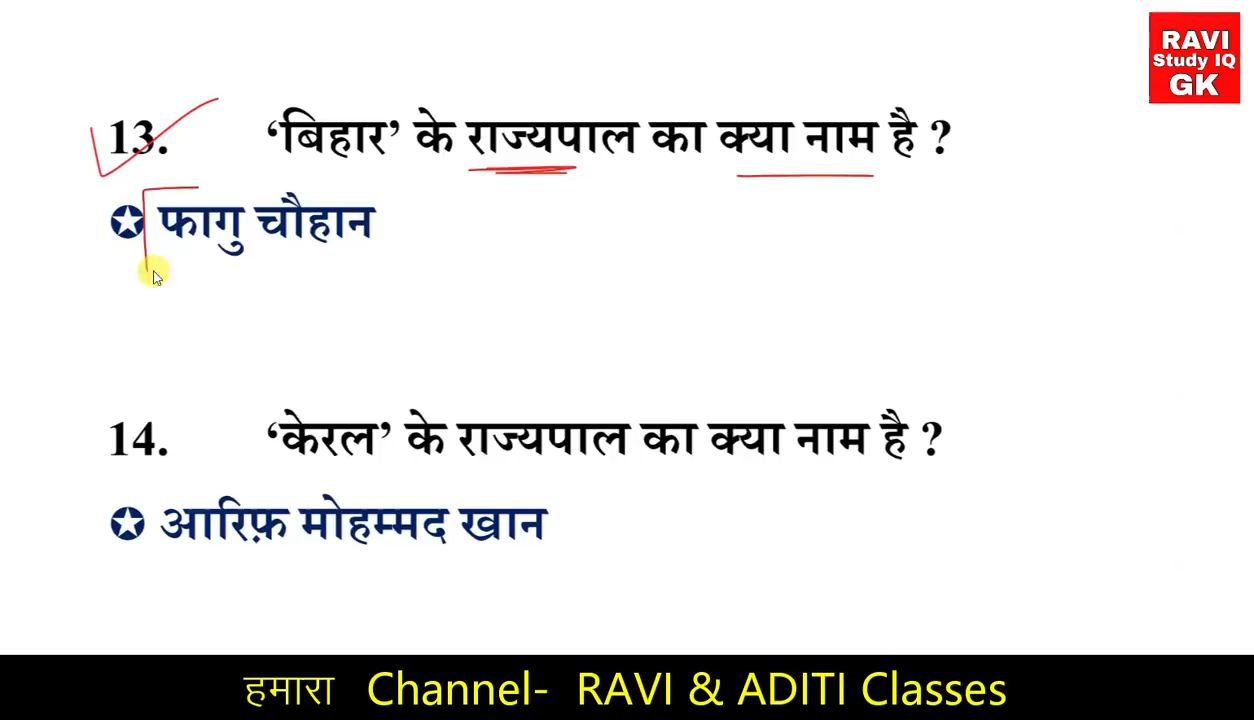 RAVI
Study IQ
GK
13. ‘बिहार’ के राज्यपाल का क्या नाम है ?
✪ फागु चौहान
14. ‘केरल’ के राज्यपाल का क्या नाम है ?
✪ आरिफ़ मोहम्मद खान
हमारा Channel- RAVI & ADITI Classes